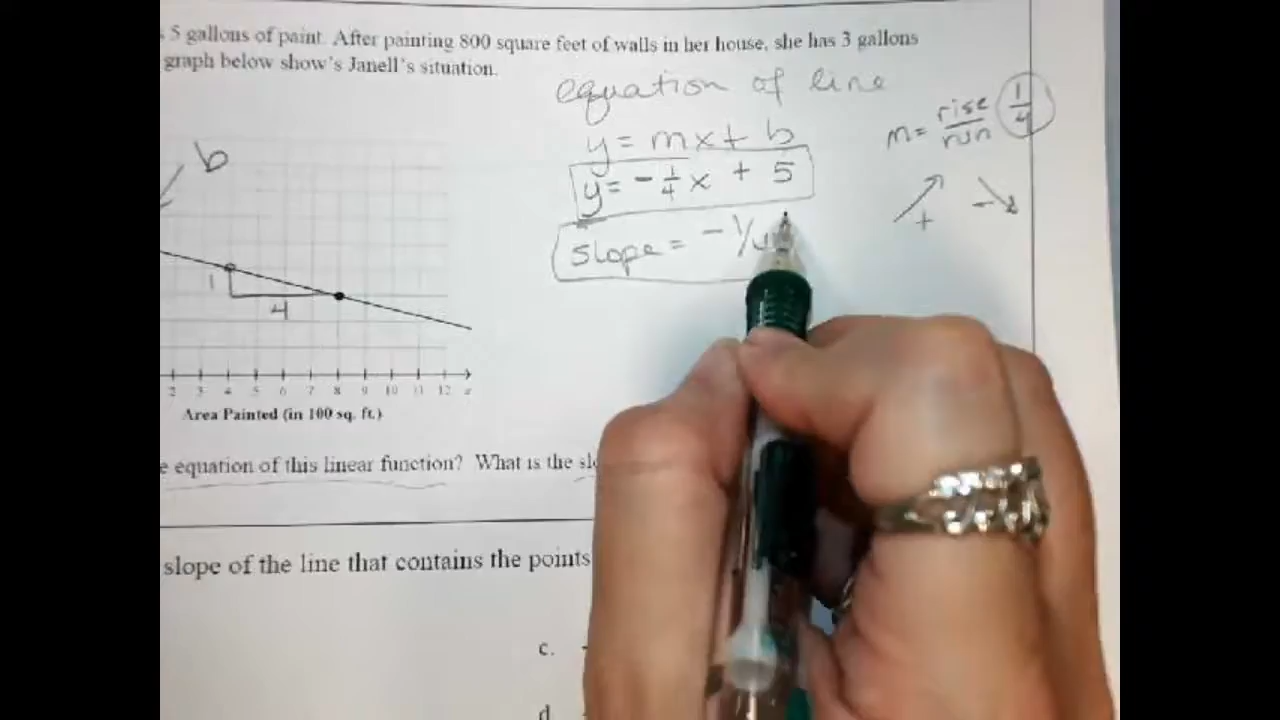 5 gallons of paint. After painting 800 square feet of walls in her house, she has 3 gallons
graph below show's Janell's situation.
equation of line
y = mx + b
m = rise/run 1/4
y = - 1/4 x + 5
+ -
slope = - 1/4
b
1
4
2 3 4 5 6 7 8 9 10 11 12 x
Area Painted (in 100 sq. ft.)
equation of this linear function? What is the
slope of the line that contains the points
c.
d.